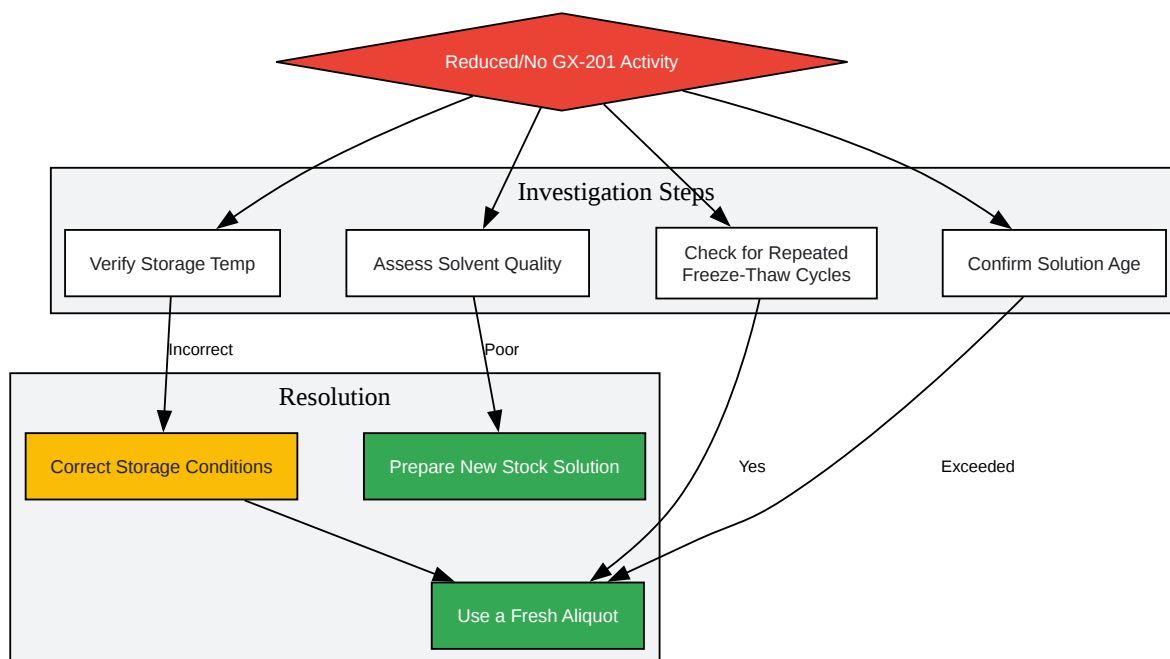 Reduced/No GX-201 Activity
Investigation Steps
Verify Storage Temp
Assess Solvent Quality
Check for Repeated
Freeze-Thaw Cycles
Confirm Solution Age
Incorrect
Poor
Resolution
Correct Storage Conditions
Prepare New Stock Solution
Yes
Exceeded
Use a Fresh Aliquot